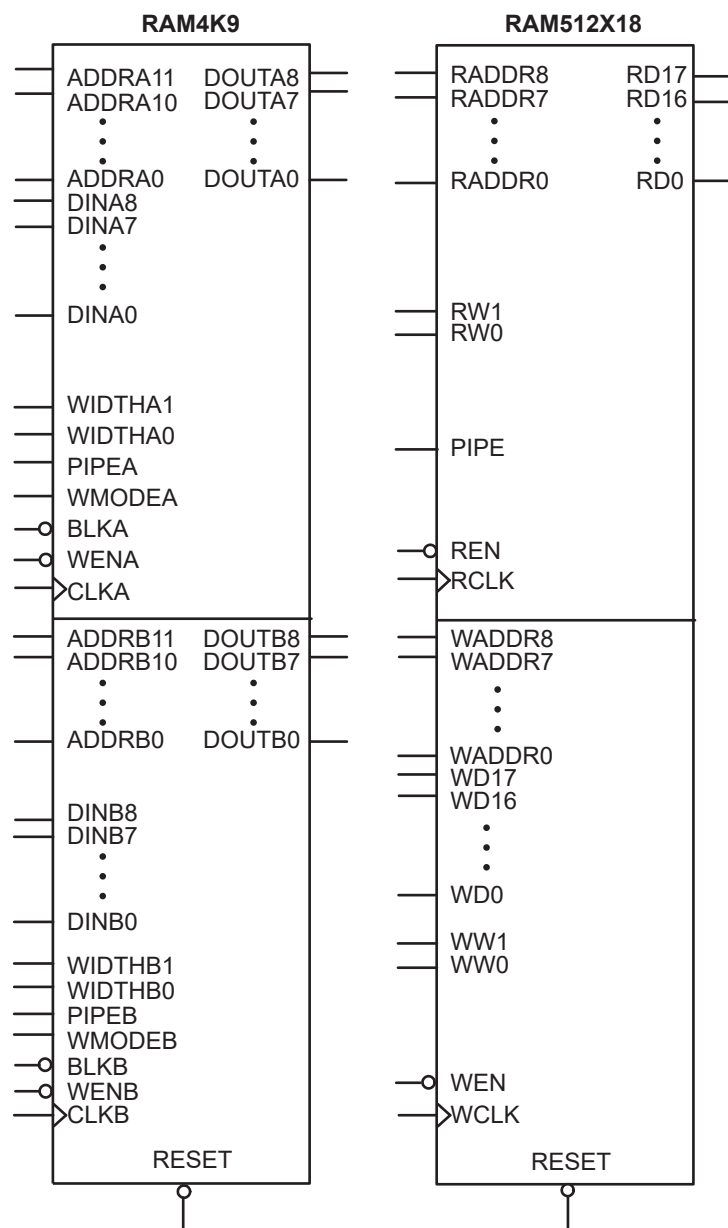 RAM4K9
ADDRA11 DOUTA8
ADDRA10 DOUTA7
ADDRA0 DOUTA0
DINA8
DINA7
DINA0
WIDTHA1
WIDTHA0
PIPEA
WMODEA
BLKA
WENA
CLKA
ADDRB11 DOUTB8
ADDRB10 DOUTB7
ADDRB0 DOUTB0
DINB8
DINB7
DINB0
WIDTHB1
WIDTHB0
PIPEB
WMODEB
BLKB
WENB
CLKB
RESET
RAM512X18
RADDR8 RD17
RADDR7 RD16
RADDR0 RD0
RW1
RW0
PIPE
REN
RCLK
WADDR8
WADDR7
WADDR0
WD17
WD16
WD0
WW1
WW0
WEN
WCLK
RESET